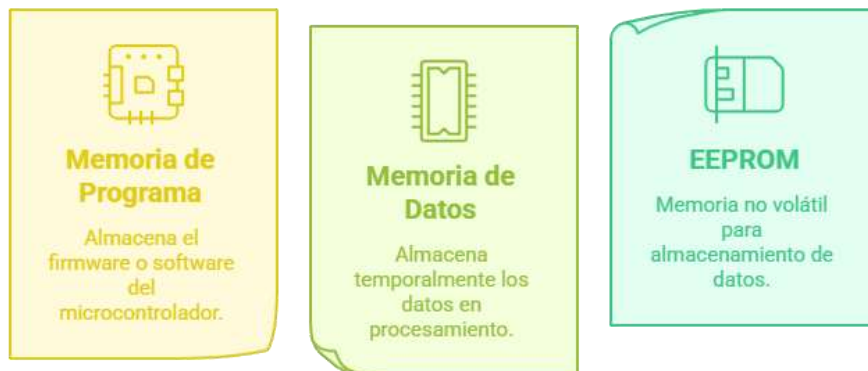 Memoria de
Programa
Almacena el
firmware o software
del
microcontrolador.
Memoria de
Datos
Almacena
temporalmente los
datos en
procesamiento.
EEPROM
Memoria no volátil
para
almacenamiento de
datos.